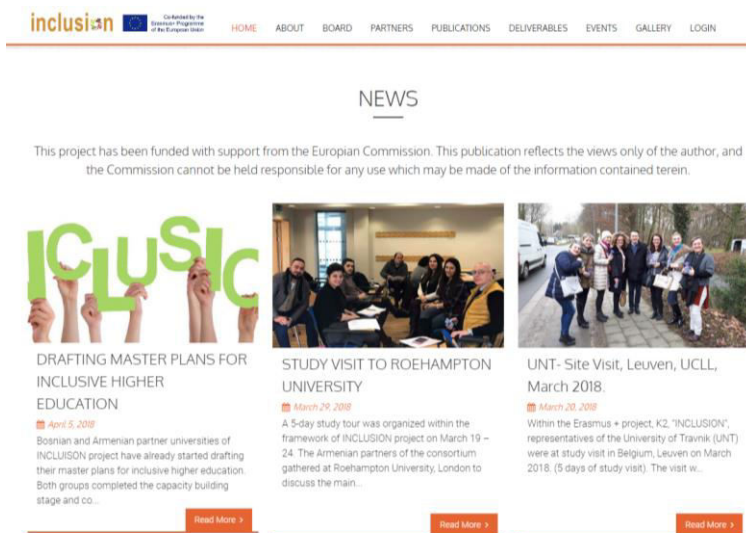 inclusion
Co-funded by the
Erasmus+ Programme
of the European Union
HOME ABOUT BOARD PARTNERS PUBLICATIONS DELIVERABLES EVENTS GALLERY LOGIN
NEWS
This project has been funded with support from the Europian Commission. This publication reflects the views only of the author, and
the Commission cannot be held responsible for any use which may be made of the information contained terein.
ICLUSIC
DRAFTING MASTER PLANS FOR
INCLUSIVE HIGHER
EDUCATION
April 5, 2018
Bosnian and Armenian partner universities of
INCLUISON project have already started drafting
their master plans for inclusive higher education.
Both groups completed the capacity building
stage and co...
Read More >
STUDY VISIT TO ROEHAMPTON
UNIVERSITY
March 29, 2018
A 5-day study tour was organized within the
framework of INCLUSION project on March 19 –
24. The Armenian partners of the consortium
gathered at Roehampton University, London to
discuss the main...
Read More >
UNT- Site Visit, Leuven, UCLL,
March 2018.
March 20, 2018
Within the Erasmus + project, K2, "INCLUSION",
representatives of the University of Travnik (UNT)
were at study visit in Belgium, Leuven on March
2018. (5 days of study visit). The visit w...
Read More >